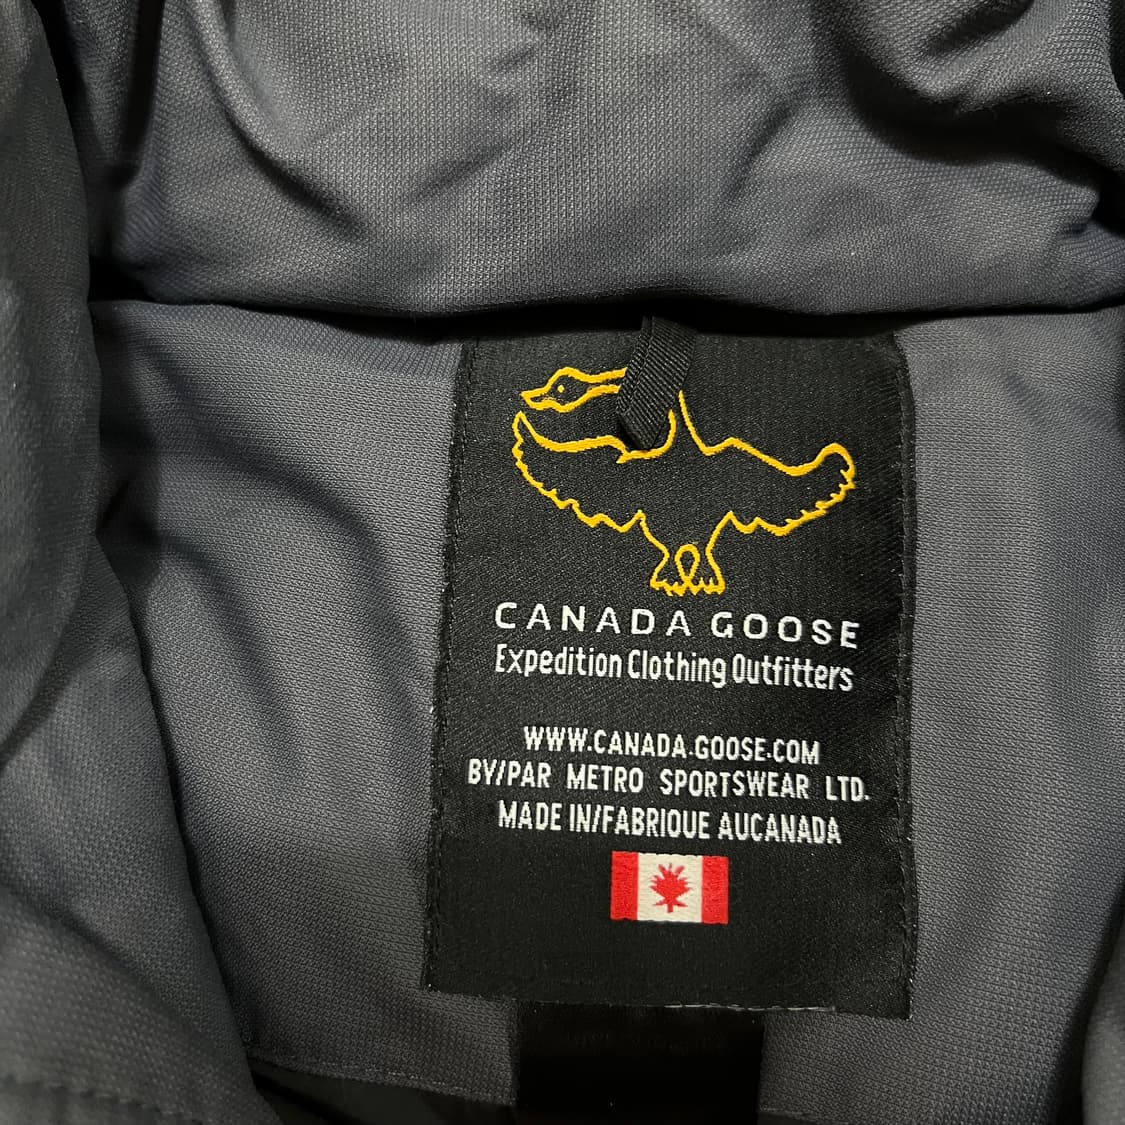 CANADA GOOSE
Expedition Clothing Outfitters
WWW.CANADA-GOOSE.COM
BY/PAR METRO SPORTSWEAR LTD.
MADE IN/FABRIQUE AUCANADA